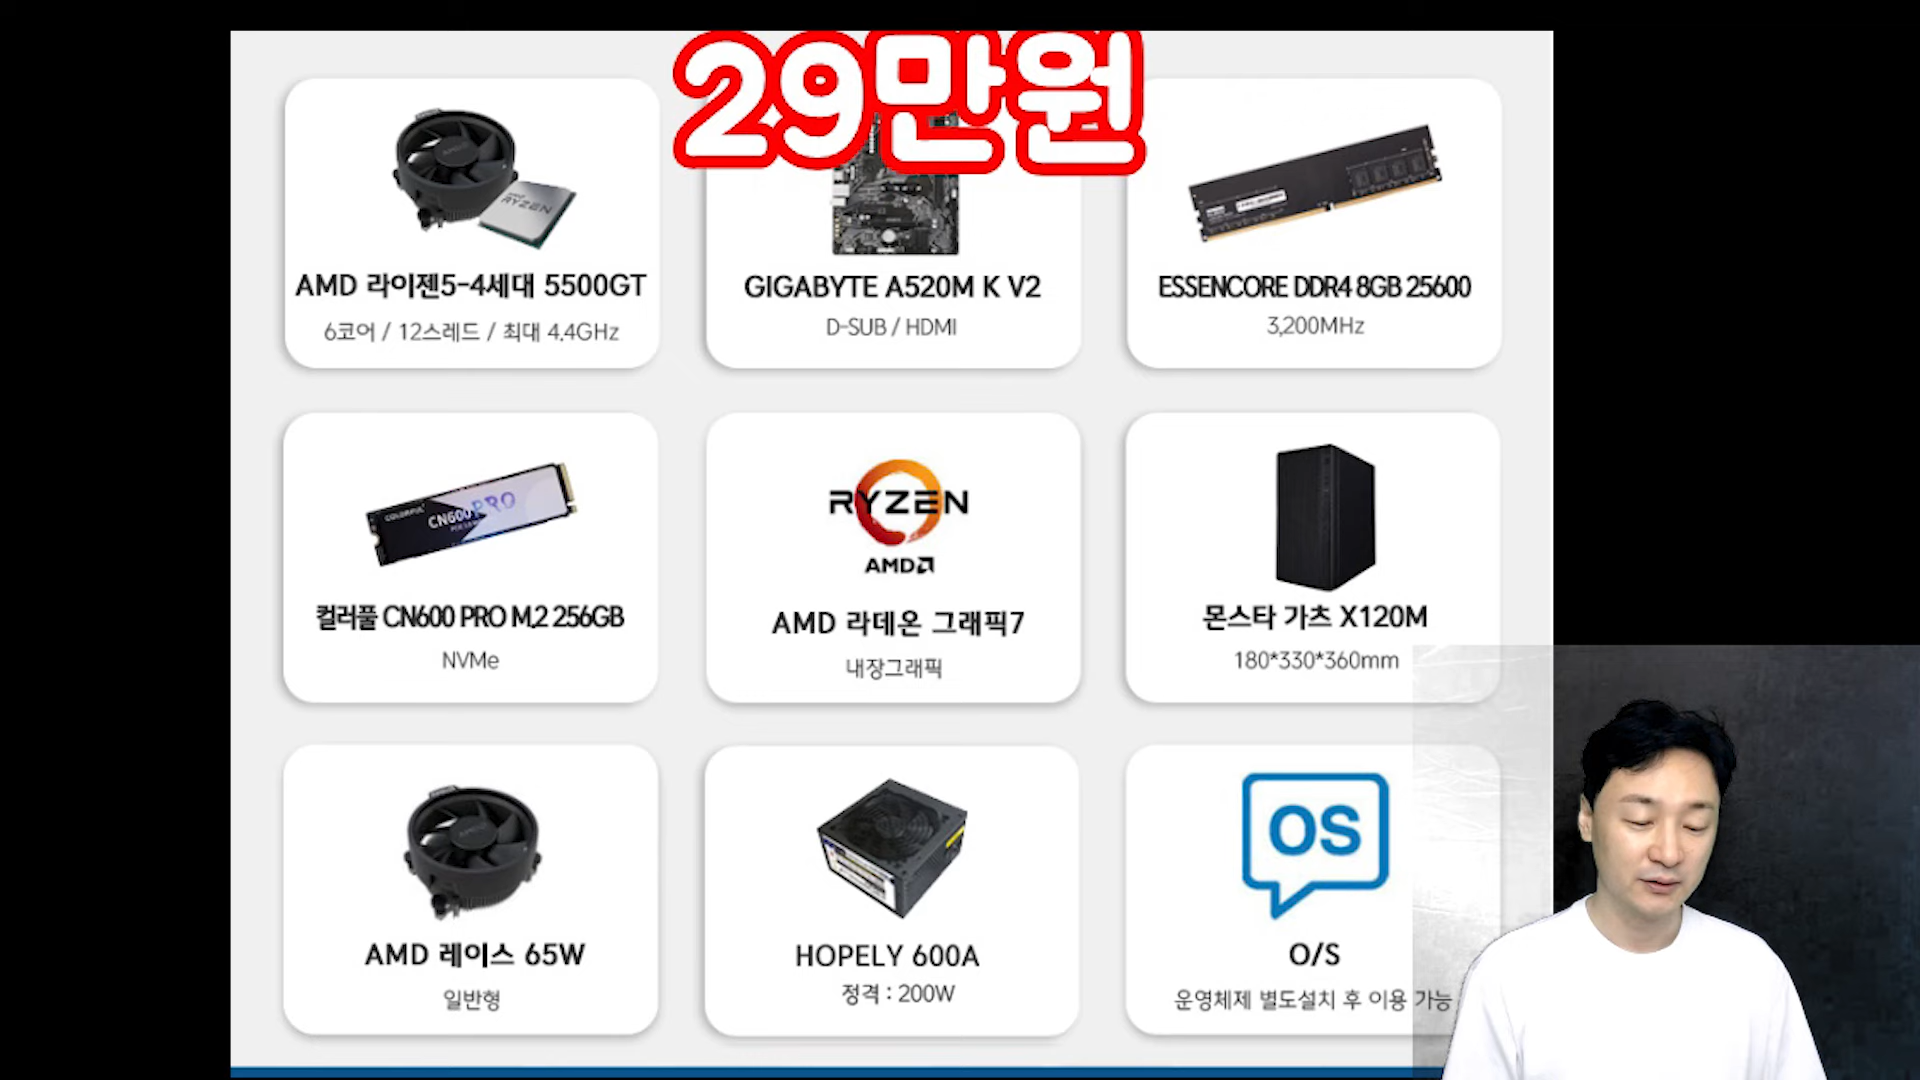 29만원
AMD
RYZEN
AMD 라이젠5-4세대 5500GT
6코어 / 12스레드 / 최대 4.4GHz
GIGABYTE A520M K V2
D-SUB / HDMI
ESSENCORE DDR4 8GB 25600
3,200MHz
COLORFUL
CN600 PRO
컬러풀 CN600 PRO M.2 256GB
NVMe
RYZEN
AMD
AMD 라데온 그래픽7
내장그래픽
몬스타 가츠 X120M
180*330*360mm
AMD 레이스 65W
일반형
HOPELY 600A
정격 : 200W
OS
O/S
운영체제 별도설치 후 이용 가능